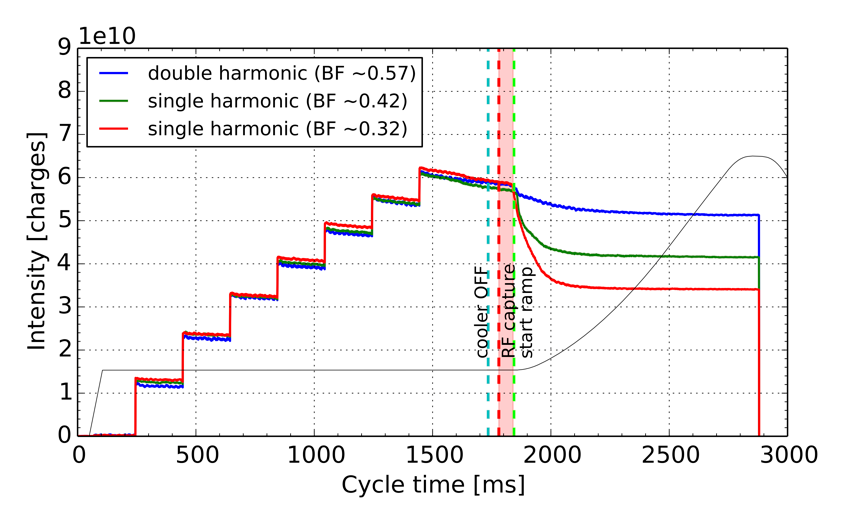 1e10
9
8
7
6
5
4
3
2
1
0
Intensity [charges]
double harmonic (BF ~0.57)
single harmonic (BF ~0.42)
single harmonic (BF ~0.32)
cooler OFF
RF capture
start ramp
0 500 1000 1500 2000 2500 3000
Cycle time [ms]